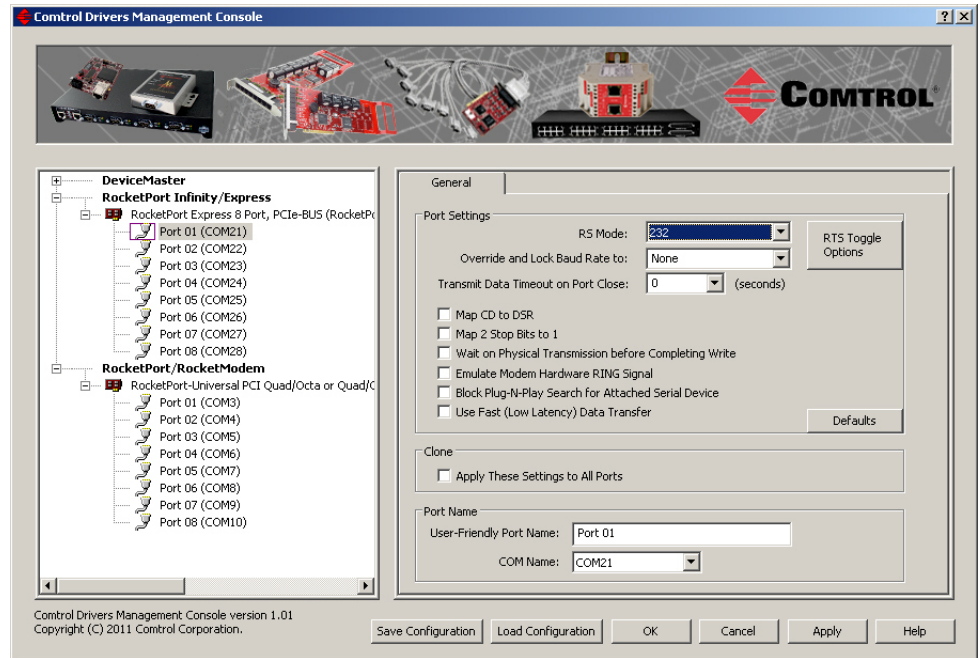 Comtrol Drivers Management Console
COMTROL
DeviceMaster
RocketPort Infinity/Express
RocketPort Express 8 Port, PCIe-BUS (RocketPo
Port 01 (COM21)
Port 02 (COM22)
Port 03 (COM23)
Port 04 (COM24)
Port 05 (COM25)
Port 06 (COM26)
Port 07 (COM27)
Port 08 (COM28)
RocketPort/RocketModem
RocketPort-Universal PCI Quad/Octa or Quad/O
Port 01 (COM3)
Port 02 (COM4)
Port 03 (COM5)
Port 04 (COM6)
Port 05 (COM7)
Port 06 (COM8)
Port 07 (COM9)
Port 08 (COM10)
General
Port Settings
RS Mode: 232
RTS Toggle
Options
Override and Lock Baud Rate to: None
Transmit Data Timeout on Port Close: 0 (seconds)
Map CD to DSR
Map 2 Stop Bits to 1
Wait on Physical Transmission before Completing Write
Emulate Modem Hardware RING Signal
Block Plug-N-Play Search for Attached Serial Device
Use Fast (Low Latency) Data Transfer
Defaults
Clone
Apply These Settings to All Ports
Port Name
User-Friendly Port Name: Port 01
COM Name: COM21
Comtrol Drivers Management Console version 1.01
Copyright (C) 2011 Comtrol Corporation.
Save Configuration
Load Configuration
OK
Cancel
Apply
Help